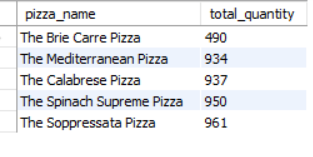 pizza_name total_quantity
The Brie Carre Pizza 490
The Mediterranean Pizza 934
The Calabrese Pizza 937
The Spinach Supreme Pizza 950
The Soppressata Pizza 961